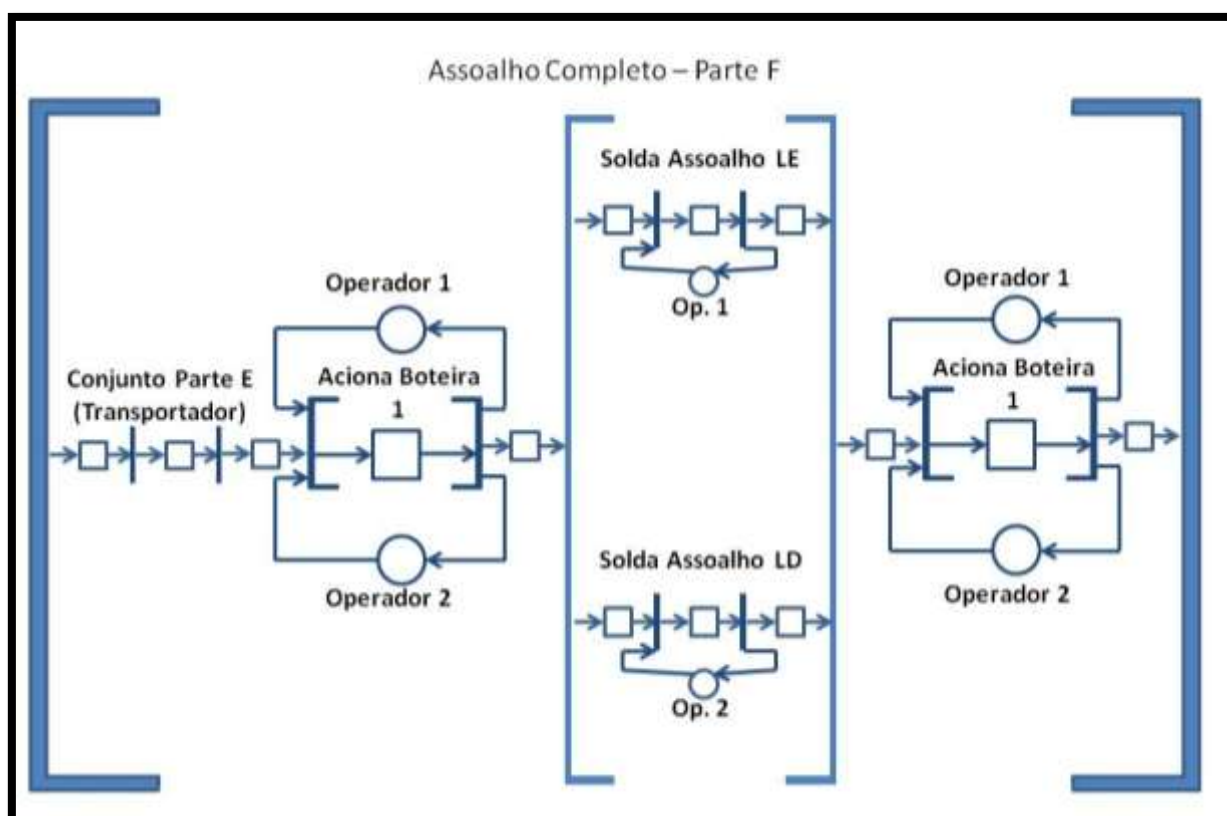 Assoalho Completo – Parte F
Solda Assoalho LE
Op. 1
Operador 1
Conjunto Parte E
(Transportador)
Aciona Boteira
1
Operador 2
Solda Assoalho LD
Op. 2
Operador 1
Aciona Boteira
1
Operador 2